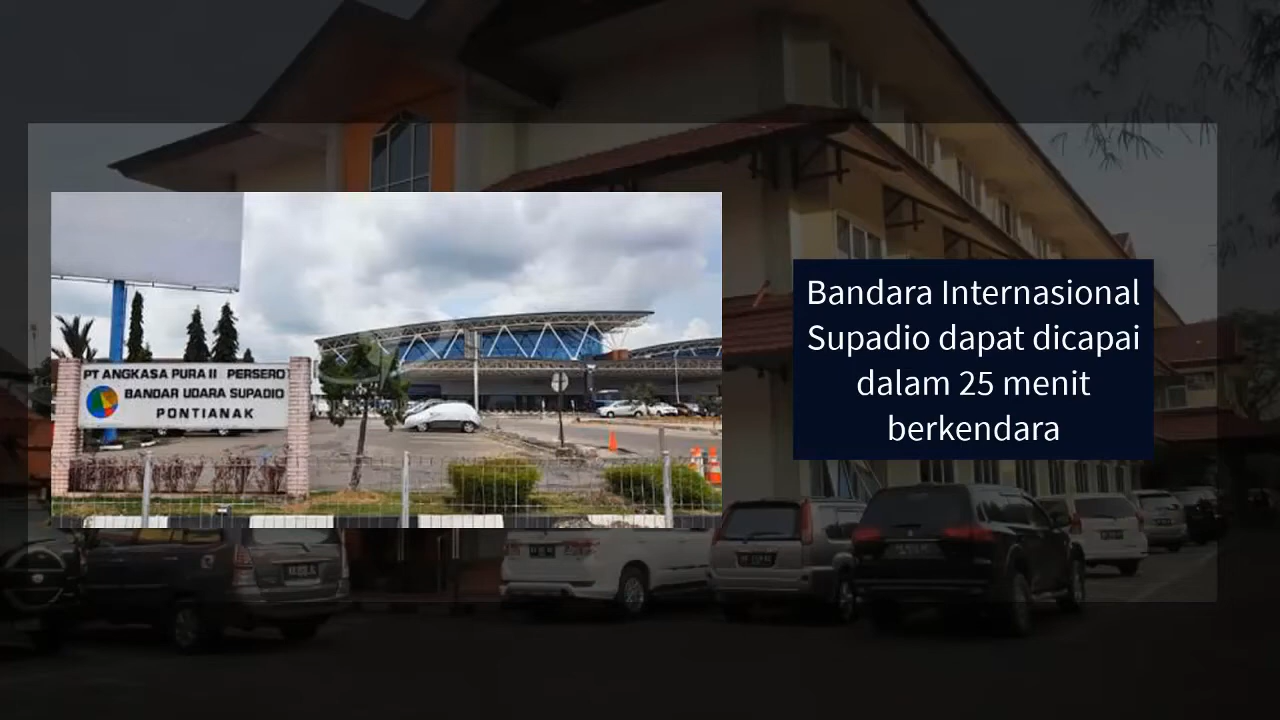 PT ANGKASA PURA II PERSERO
BANDAR UDARA SUPADIO
PONTIANAK
Bandara Internasional
Supadio dapat dicapai
dalam 25 menit
berkendara